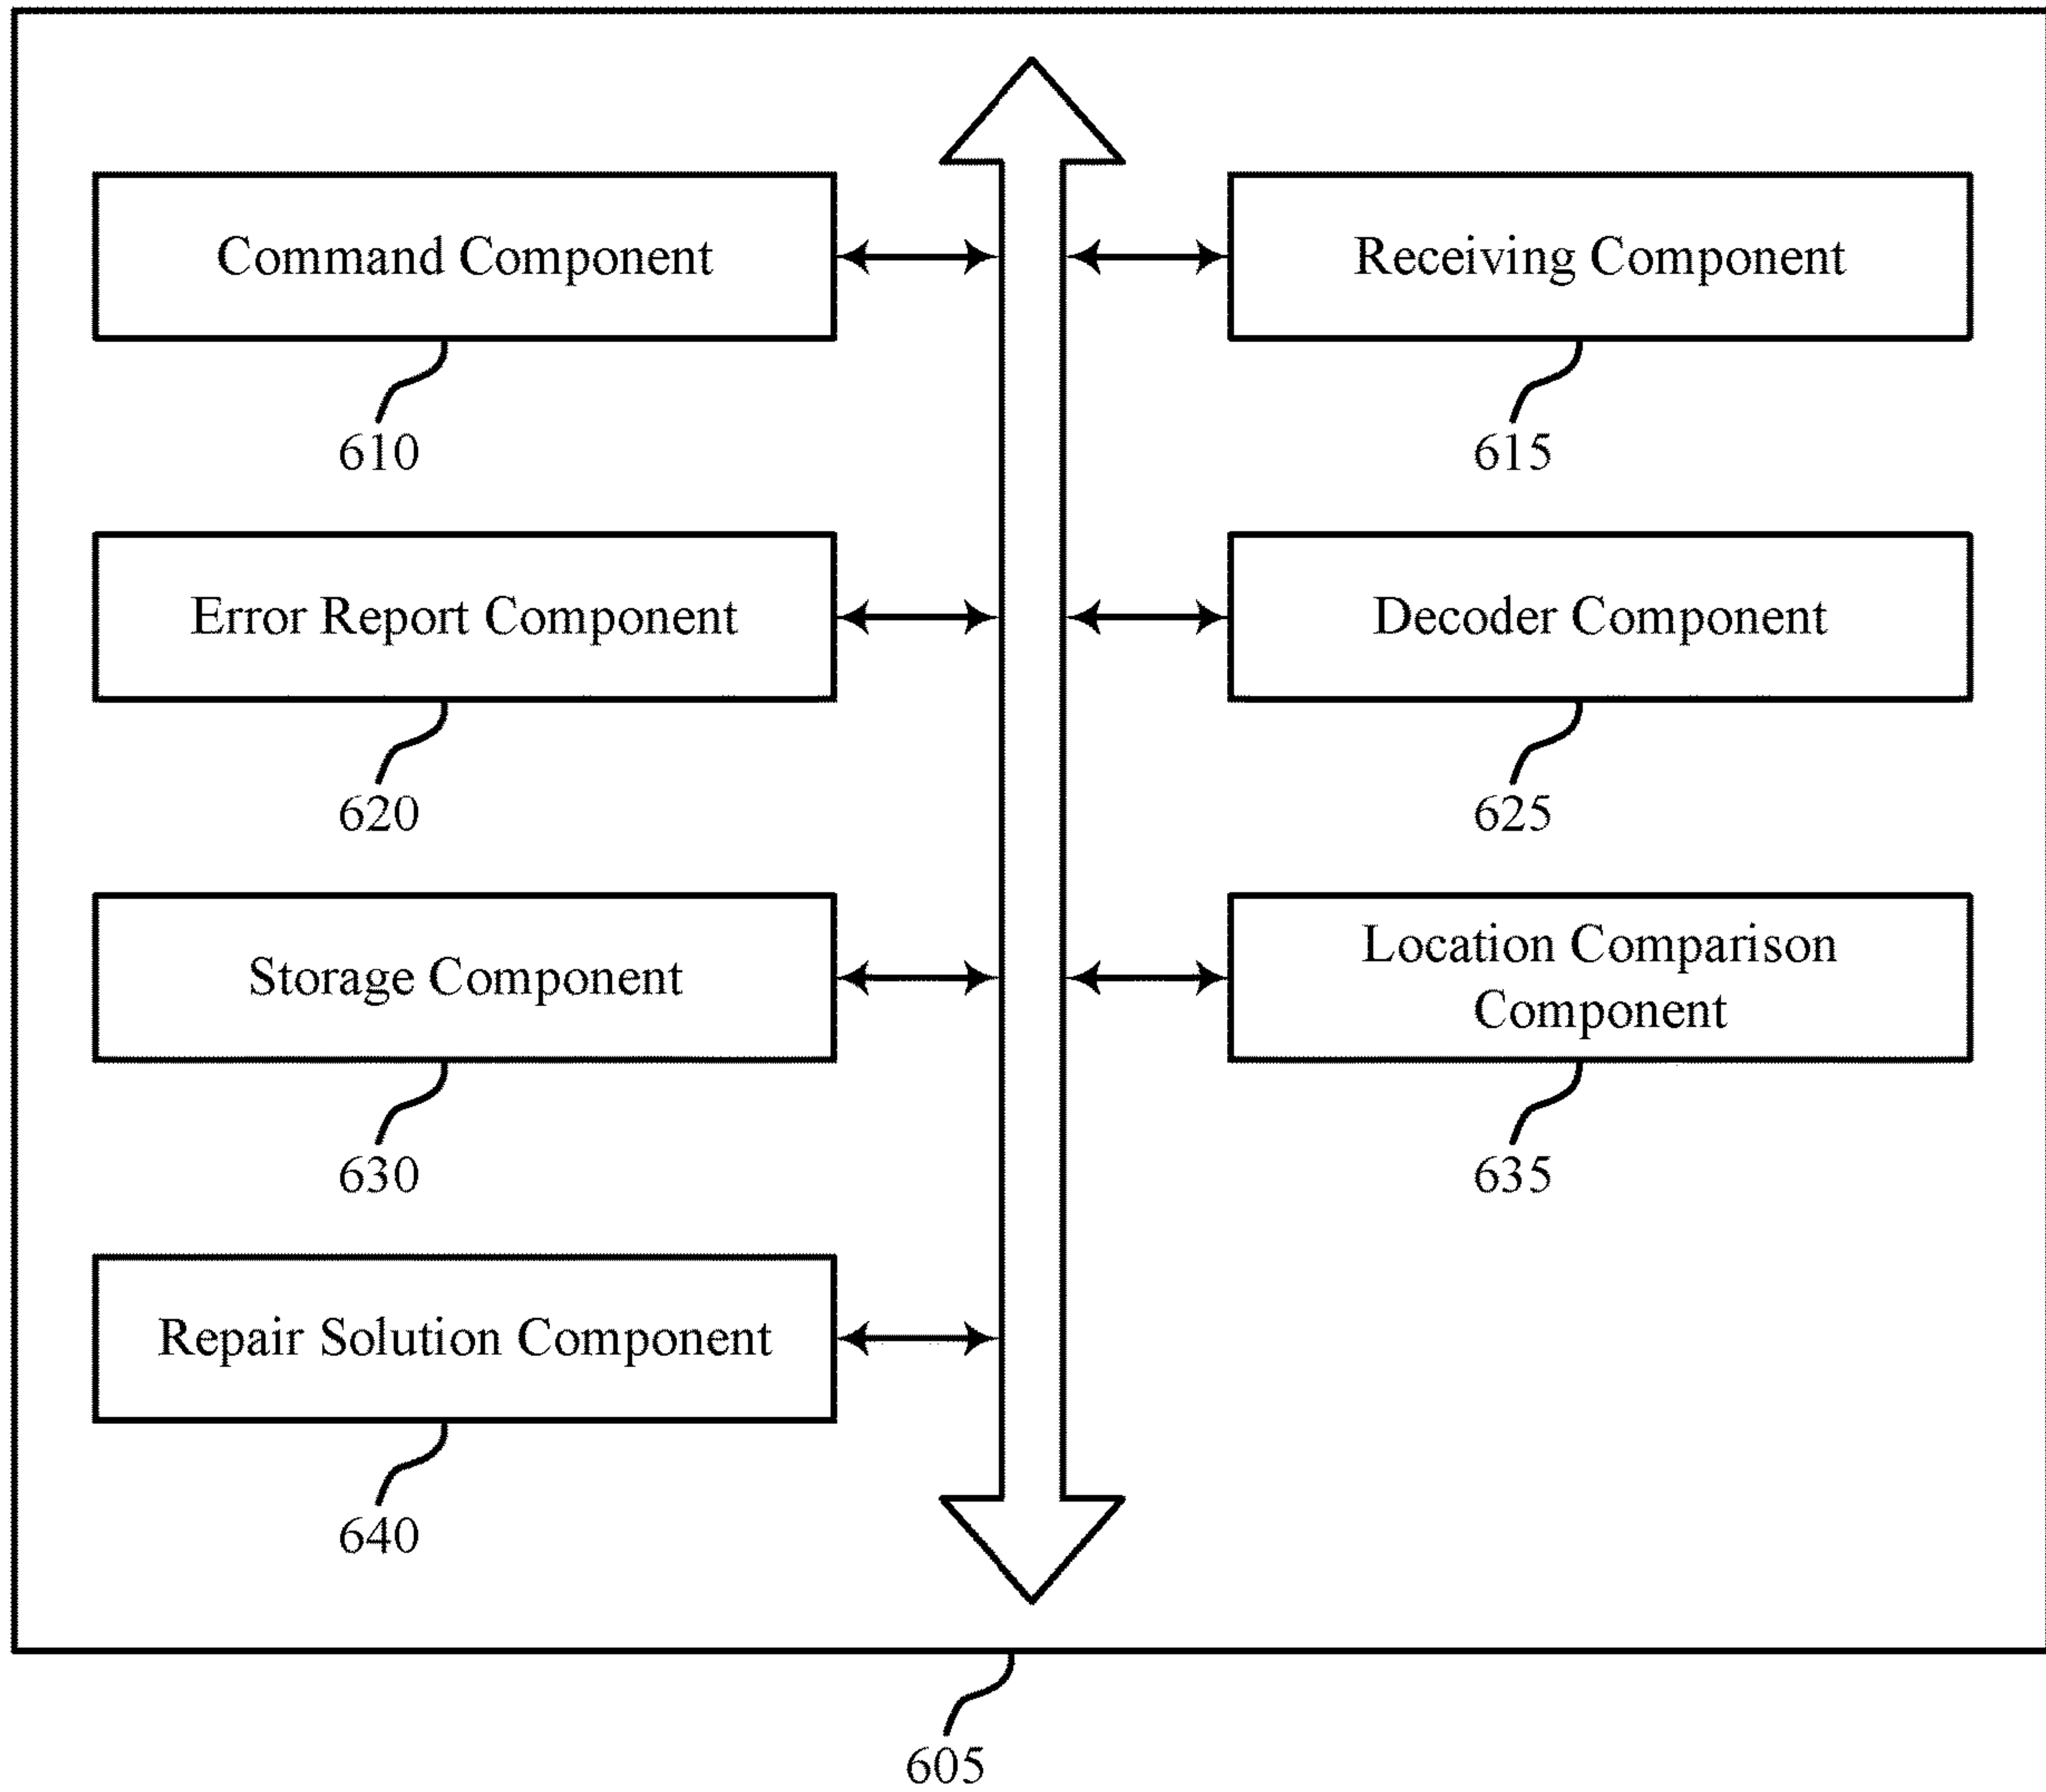 Command Component
Receiving Component
610
615
Error Report Component
Decoder Component
620
625
Storage Component
Location Comparison
Component
630
635
Repair Solution Component
640
605